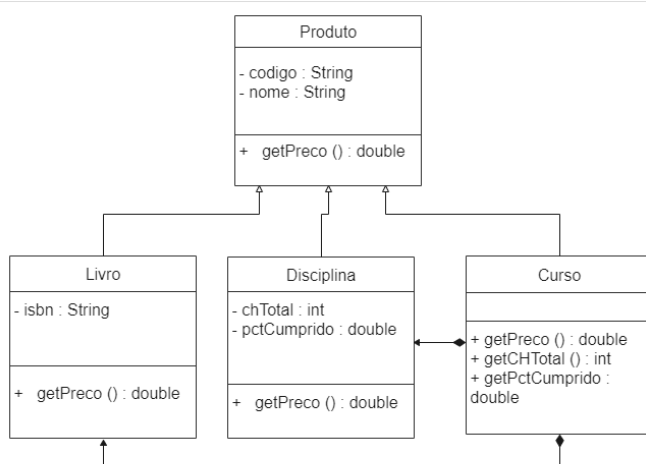 Produto
- codigo : String
- nome : String
+ getPreco () : double
Livro
- isbn : String
+ getPreco () : double
Disciplina
- chTotal : int
- pctCumprido : double
+ getPreco () : double
Curso
+ getPreco () : double
+ getCHTotal () : int
+ getPctCumprido :
double